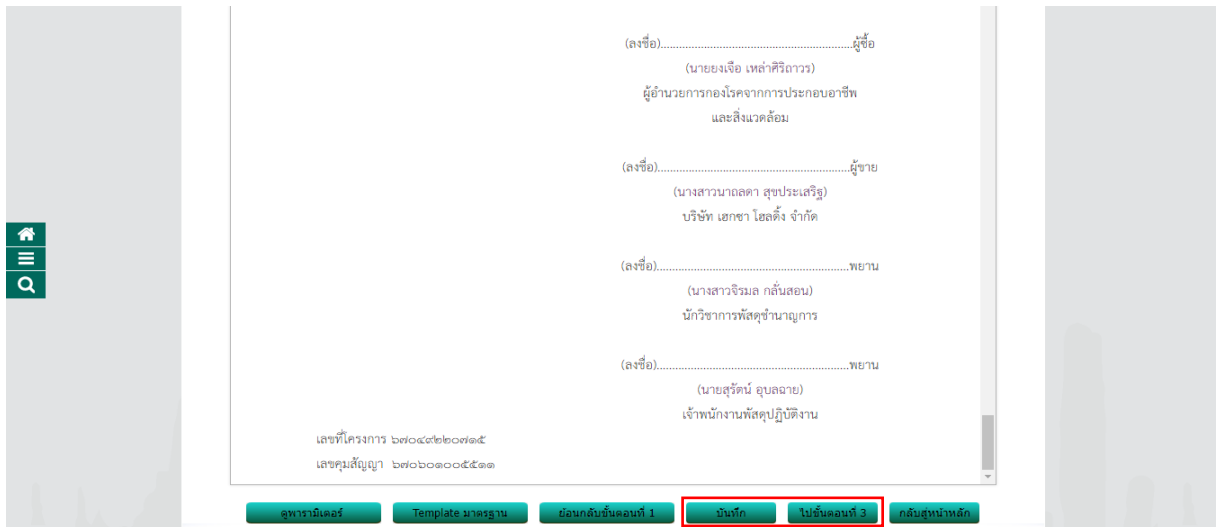 (ลงชื่อ)................................................................ผู้ซื้อ
(นายยงเจือ เหล่าศิริถาวร)
ผู้อำนวยการกองโรคจากการประกอบอาชีพ
และสิ่งแวดล้อม
(ลงชื่อ)................................................................ผู้ขาย
(นางสาวนาถลดา สุขประเสริฐ)
บริษัท เฮกซา โฮลดิ้ง จำกัด
(ลงชื่อ)................................................................พยาน
(นางสาวจิรมล กลั่นสอน)
นักวิชาการพัสดุชำนาญการ
(ลงชื่อ)................................................................พยาน
(นายสุรัตน์ อุบลฉาย)
เจ้าพนักงานพัสดุปฏิบัติงาน
เลขที่โครงการ ๖๗๐๔๙๒๒๐๗๑๕
เลขคุมสัญญา ๖๗๐๖๐๑๐๐๕๕๑๑
ดูพารามิเตอร์ Template มาตรฐาน ย้อนกลับขั้นตอนที่ 1 บันทึก ไปขั้นตอนที่ 3 กลับสู่หน้าหลัก